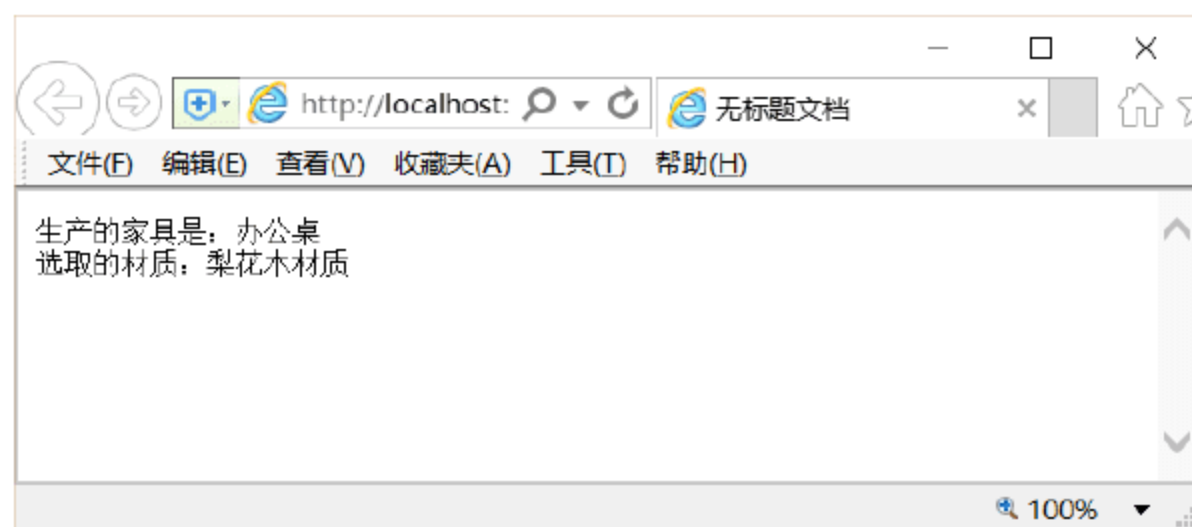 http://localhost:
无标题文档
文件(F) 编辑(E) 查看(V) 收藏夹(A) 工具(T) 帮助(H)
生产的家具是：办公桌
选取的材质：梨花木材质
100%